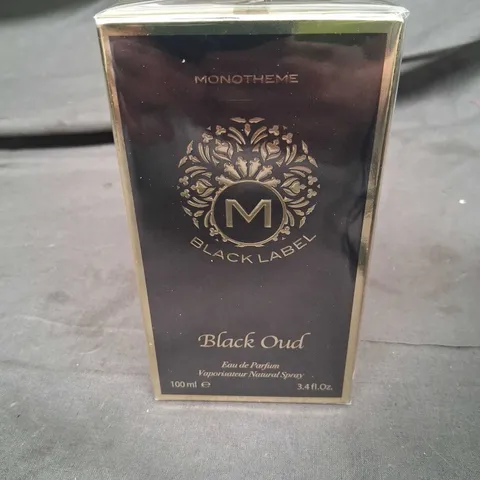 MONOTHEME
M
BLACK LABEL
Black Oud
Eau de Parfum
Vaporisateur Natural Spray
100 ml ℮ 3.4 fl.Oz.